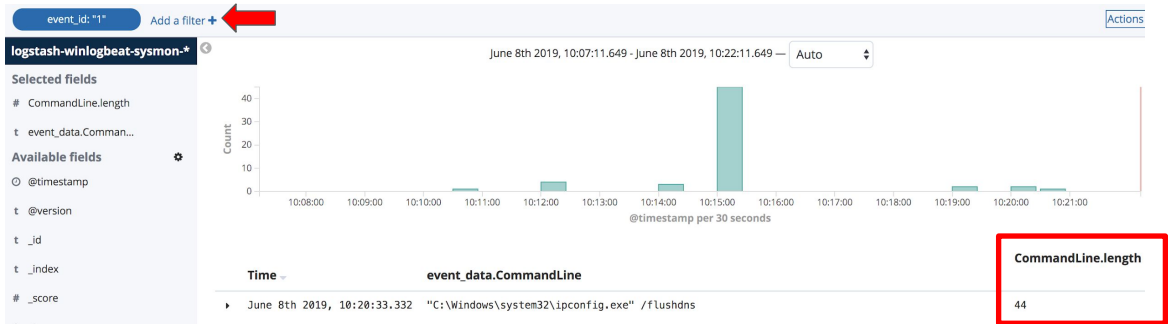 event_id: "1" Add a filter + Actions
logstash-winlogbeat-sysmon-*
June 8th 2019, 10:07:11.649 - June 8th 2019, 10:22:11.649 — Auto
Selected fields
# CommandLine.length
t event_data.Comman...
Available fields
@timestamp
t @version
t _id
t _index
# _score
Count
40
30
20
10
0
10:08:00 10:09:00 10:10:00 10:11:00 10:12:00 10:13:00 10:14:00 10:15:00 10:16:00 10:17:00 10:18:00 10:19:00 10:20:00 10:21:00
@timestamp per 30 seconds
Time event_data.CommandLine CommandLine.length
June 8th 2019, 10:20:33.332 "C:\Windows\system32\ipconfig.exe" /flushdns 44